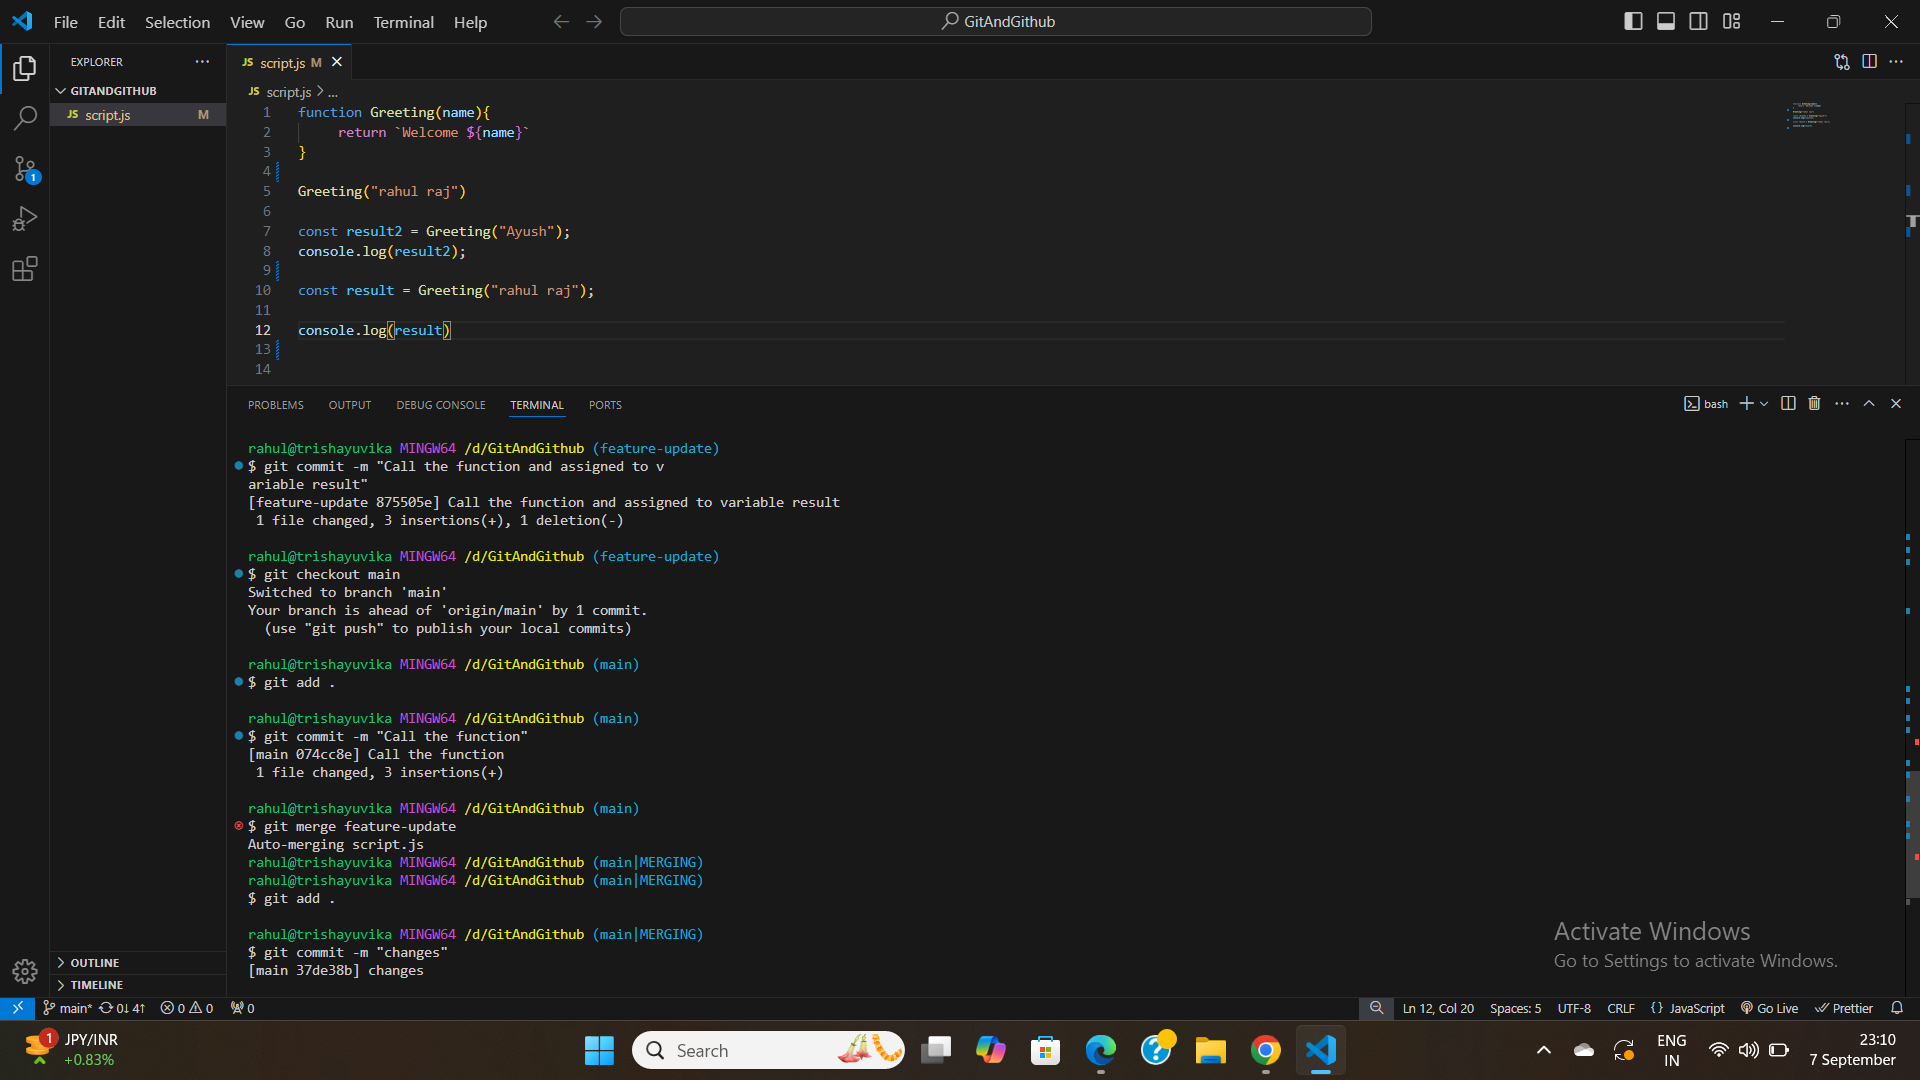 File Edit Selection View Go Run Terminal Help
GitAndGithub
EXPLORER
GITANDGITHUB
JS script.js M
JS script.js M
JS script.js > ...
1 function Greeting(name){
2 return `Welcome ${name}`
3 }
4
5 Greeting("rahul raj")
6
7 const result2 = Greeting("Ayush");
8 console.log(result2);
9
10 const result = Greeting("rahul raj");
11
12 console.log(result)
13
14
PROBLEMS OUTPUT DEBUG CONSOLE TERMINAL PORTS
bash
rahul@trishayuvika MINGW64 /d/GitAndGithub (feature-update)
$ git commit -m "Call the function and assigned to v
ariable result"
[feature-update 875505e] Call the function and assigned to variable result
1 file changed, 3 insertions(+), 1 deletion(-)
rahul@trishayuvika MINGW64 /d/GitAndGithub (feature-update)
$ git checkout main
Switched to branch 'main'
Your branch is ahead of 'origin/main' by 1 commit.
(use "git push" to publish your local commits)
rahul@trishayuvika MINGW64 /d/GitAndGithub (main)
$ git add .
rahul@trishayuvika MINGW64 /d/GitAndGithub (main)
$ git commit -m "Call the function"
[main 074cc8e] Call the function
1 file changed, 3 insertions(+)
rahul@trishayuvika MINGW64 /d/GitAndGithub (main)
$ git merge feature-update
Auto-merging script.js
rahul@trishayuvika MINGW64 /d/GitAndGithub (main|MERGING)
rahul@trishayuvika MINGW64 /d/GitAndGithub (main|MERGING)
$ git add .
rahul@trishayuvika MINGW64 /d/GitAndGithub (main|MERGING)
$ git commit -m "changes"
[main 37de38b] changes
1
OUTLINE
TIMELINE
Activate Windows
Go to Settings to activate Windows.
main* 0↓ 4↑ 0 0 0
Ln 12, Col 20 Spaces: 5 UTF-8 CRLF {} JavaScript Go Live Prettier
1 JPY/INR
+0.83%
Search
ENG
IN
23:10
7 September